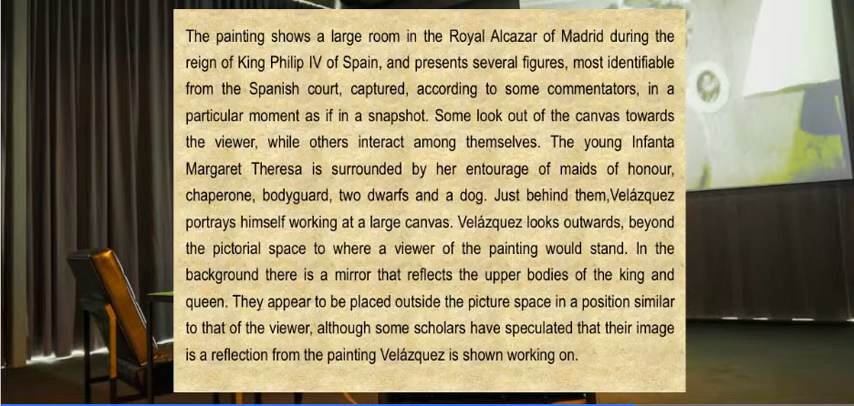 The painting shows a large room in the Royal Alcazar of Madrid during the
reign of King Philip IV of Spain, and presents several figures, most identifiable
from the Spanish court, captured, according to some commentators, in a
particular moment as if in a snapshot. Some look out of the canvas towards
the viewer, while others interact among themselves. The young Infanta
Margaret Theresa is surrounded by her entourage of maids of honour,
chaperone, bodyguard, two dwarfs and a dog. Just behind them,Velázquez
portrays himself working at a large canvas. Velázquez looks outwards, beyond
the pictorial space to where a viewer of the painting would stand. In the
background there is a mirror that reflects the upper bodies of the king and
queen. They appear to be placed outside the picture space in a position similar
to that of the viewer, although some scholars have speculated that their image
is a reflection from the painting Velázquez is shown working on.